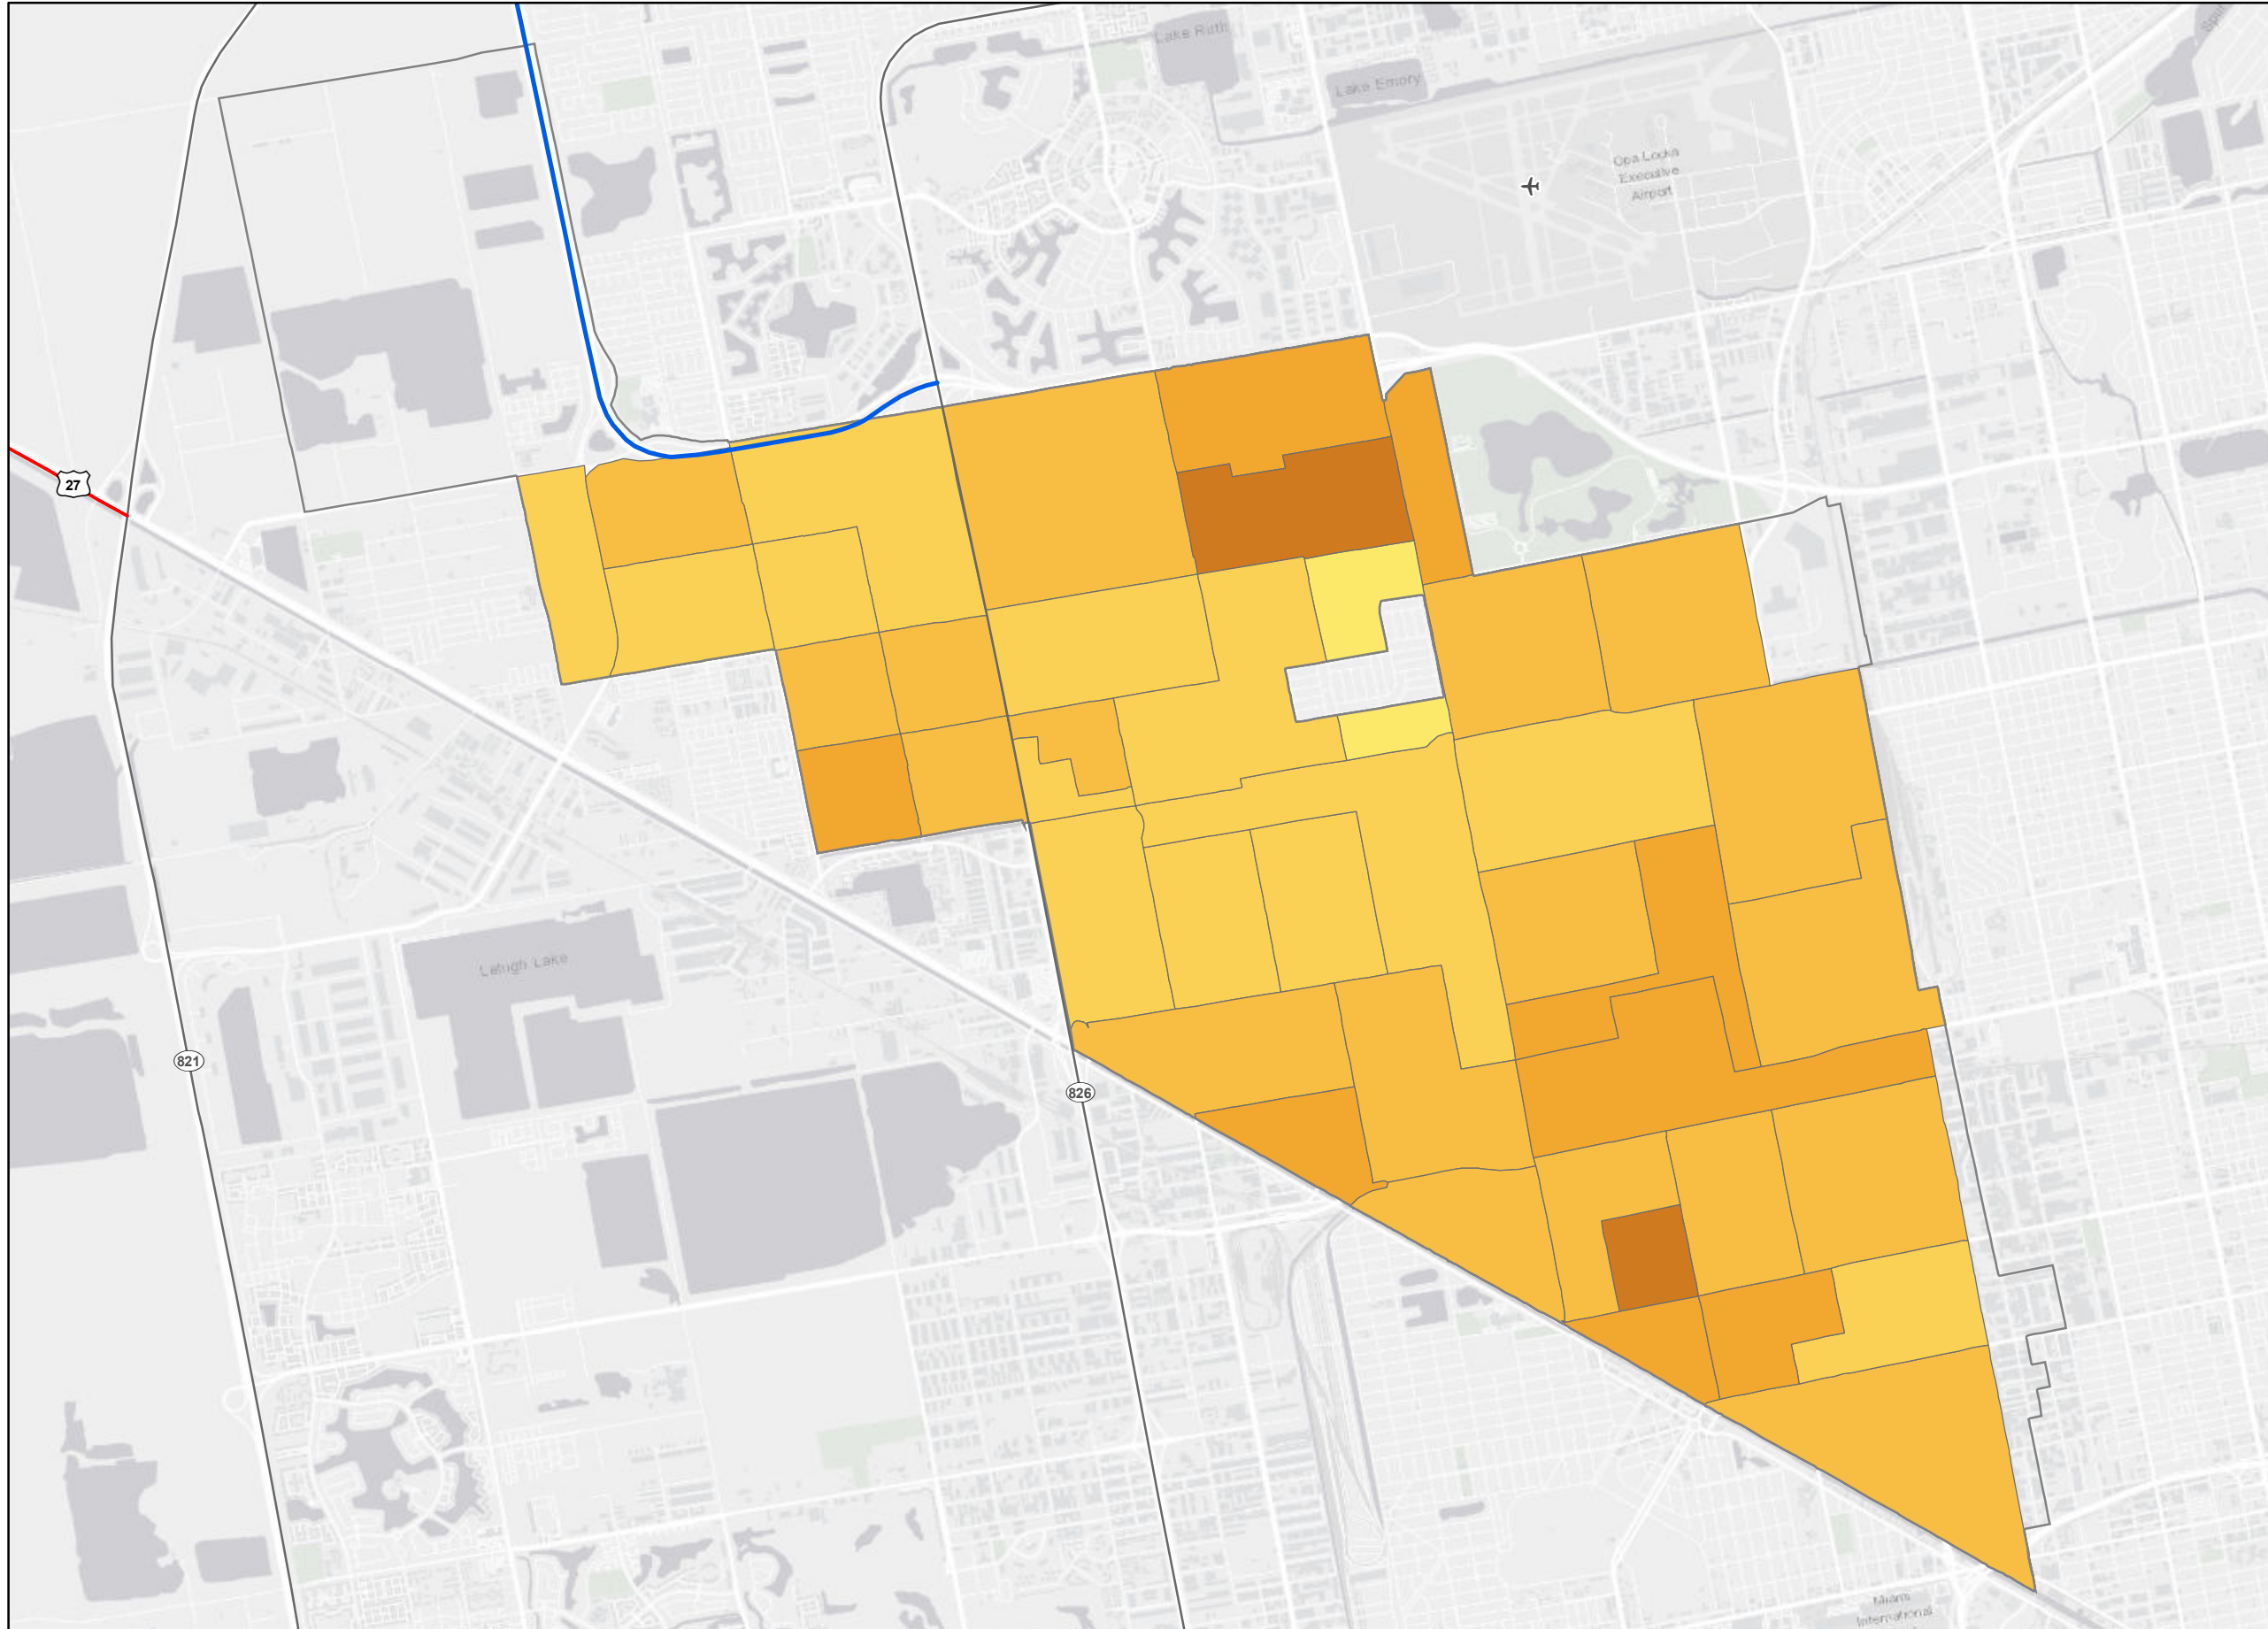 Lake Ruth
Lake Emory
Opa Locka
Executive
Airport
27
Lehigh Lake
821
826
Miami
International